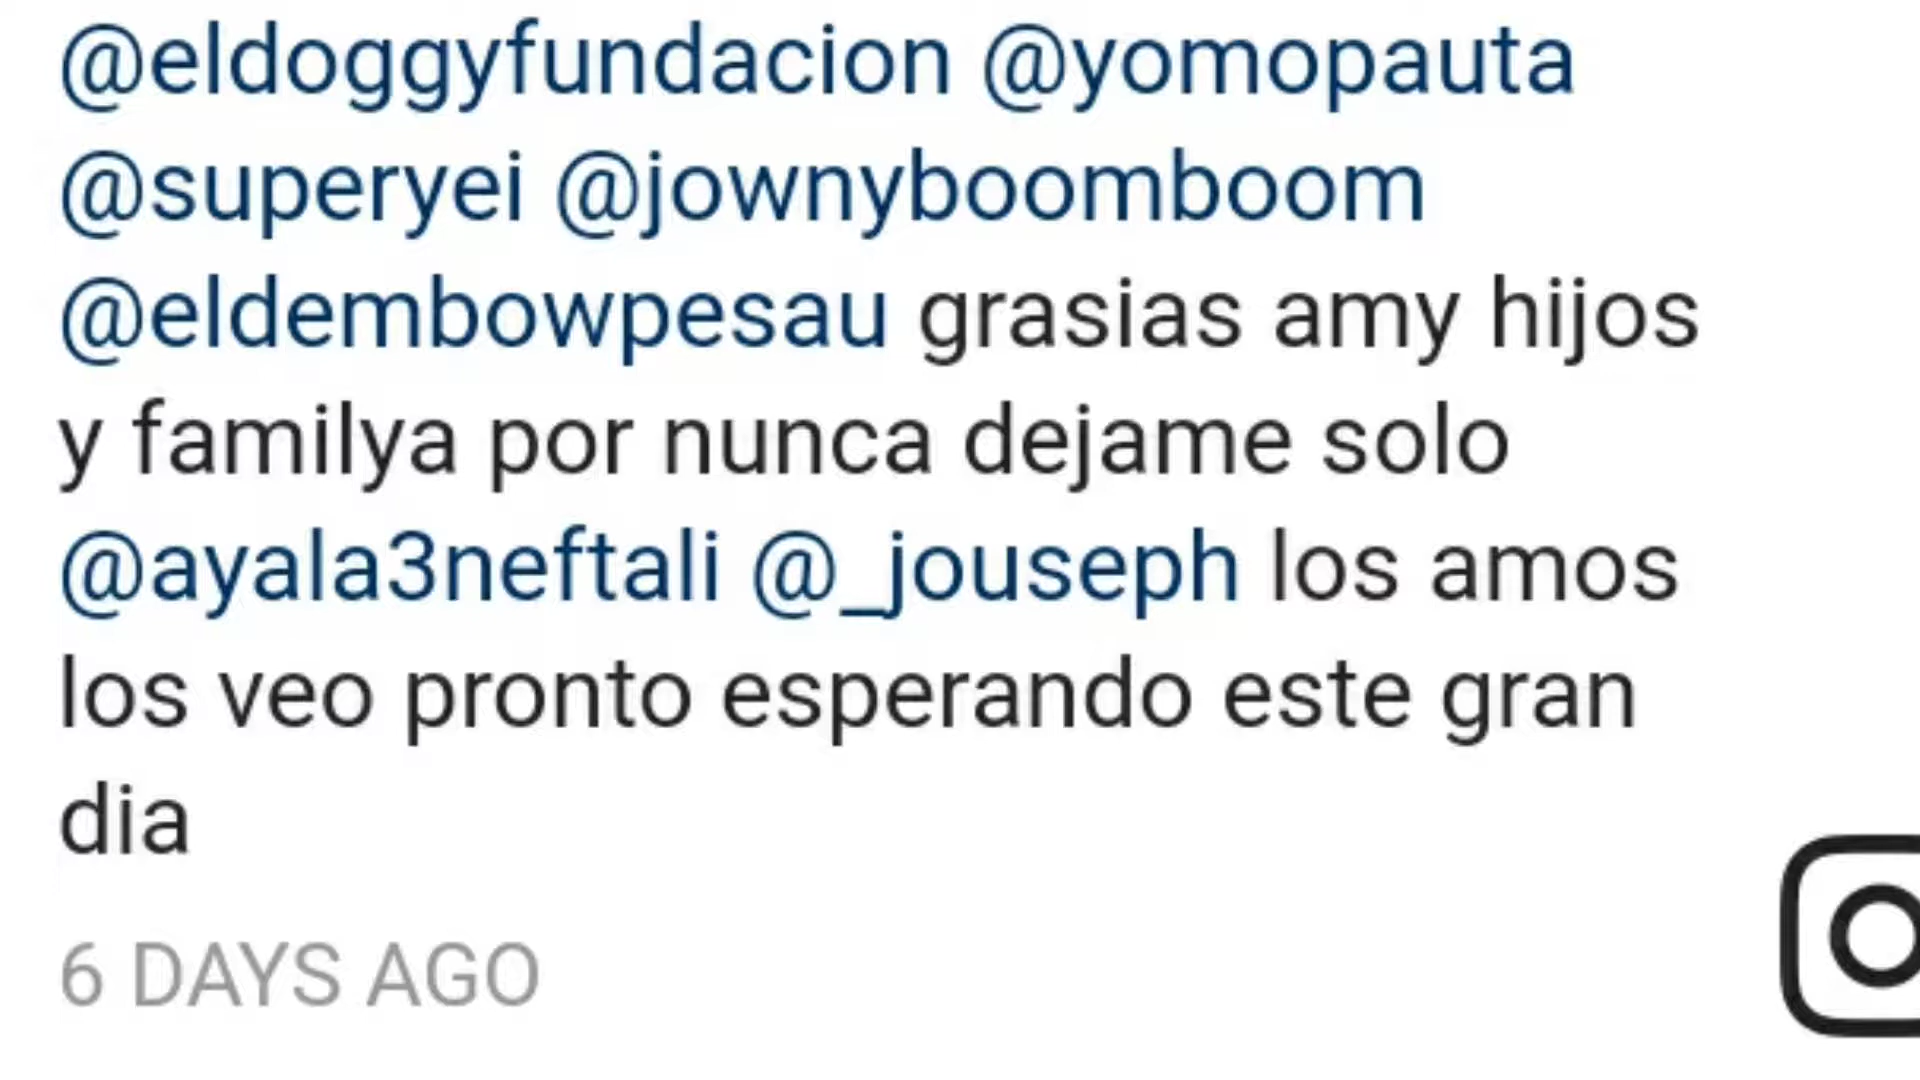 @eldoggyfundacion @yomopauta
@superyei @jownyboomboom
@eldembowpesau grasias amy hijos
y familya por nunca dejame solo
@ayala3neftali @_jouseph los amos
los veo pronto esperando este gran
dia
6 DAYS AGO